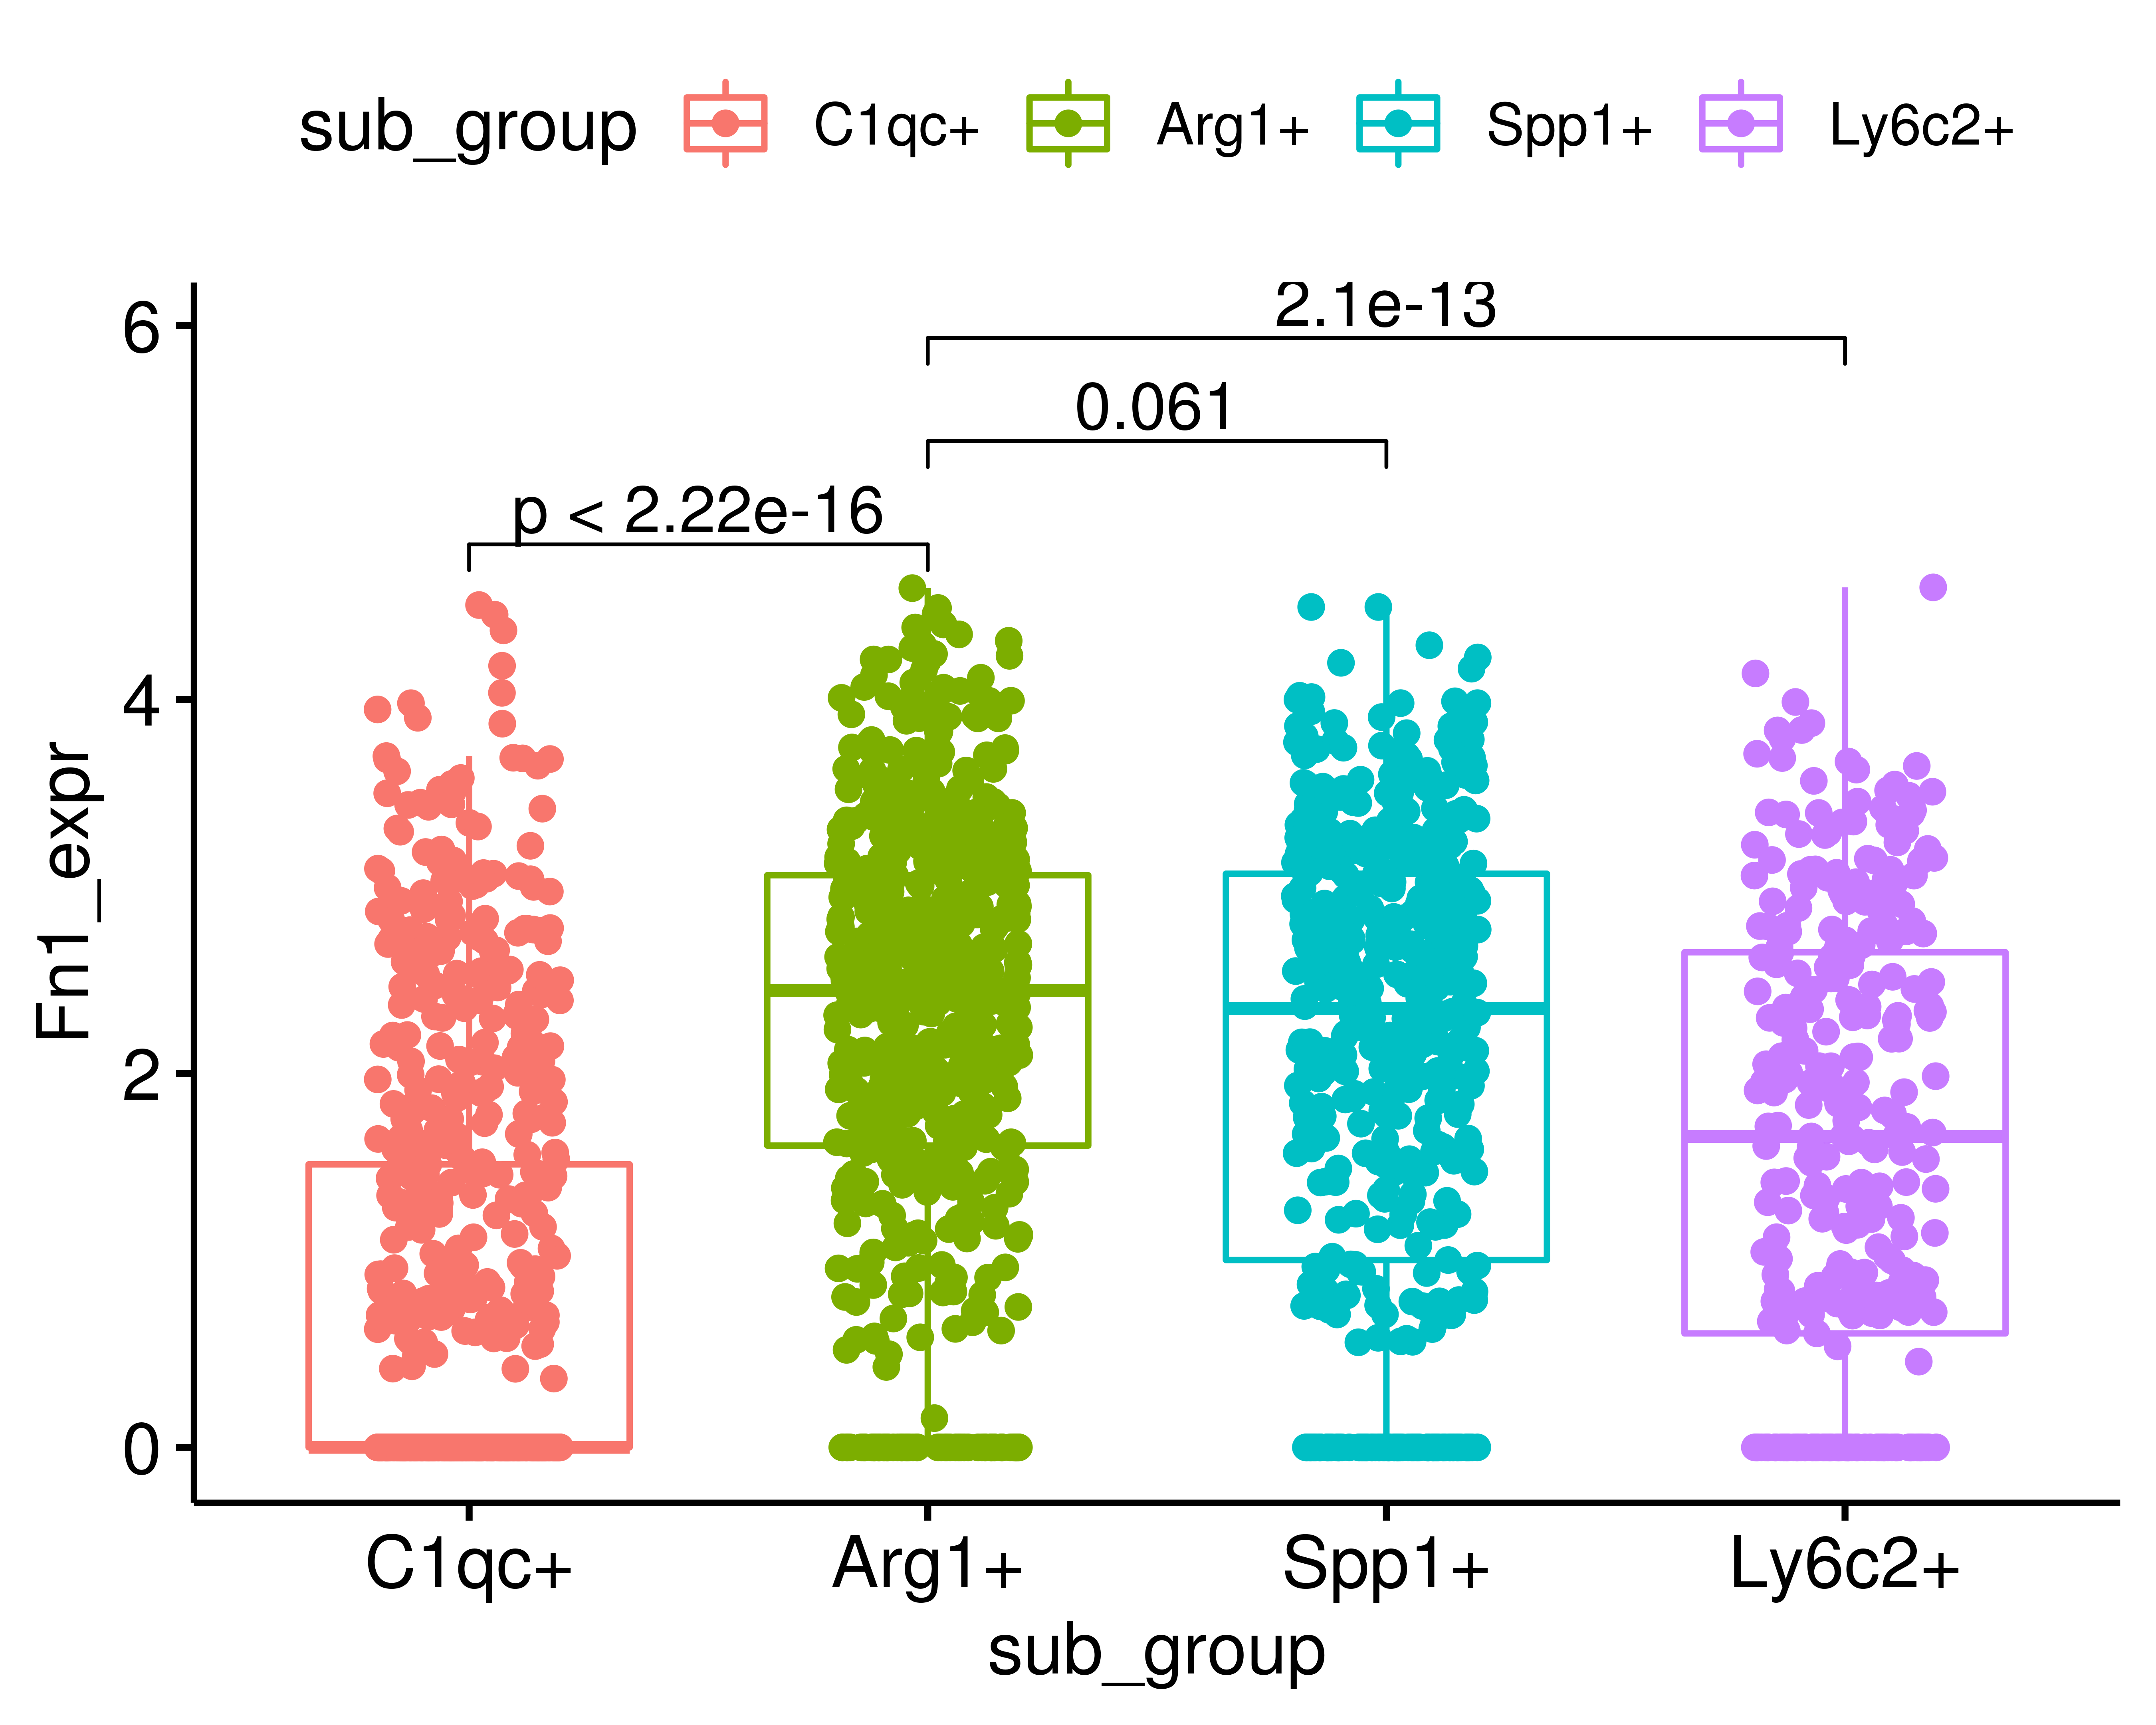 sub_group C1qc+ Arg1+ Spp1+ Ly6c2+
6
4
2
0
Fn1_expr
2.1e-13
0.061
p < 2.22e-16
C1qc+ Arg1+ Spp1+ Ly6c2+
sub_group